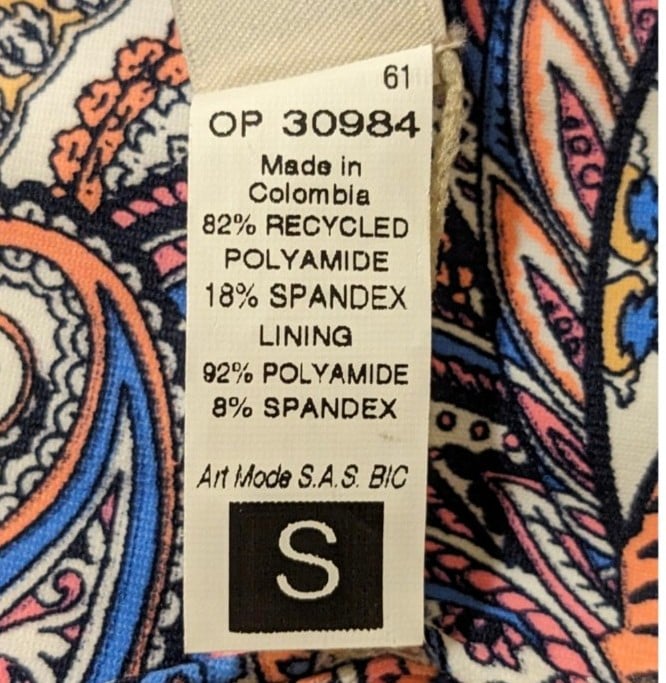 61
OP 30984
Made in
Colombia
82% RECYCLED
POLYAMIDE
18% SPANDEX
LINING
92% POLYAMIDE
8% SPANDEX
Art Mode S.A.S. BIC
S